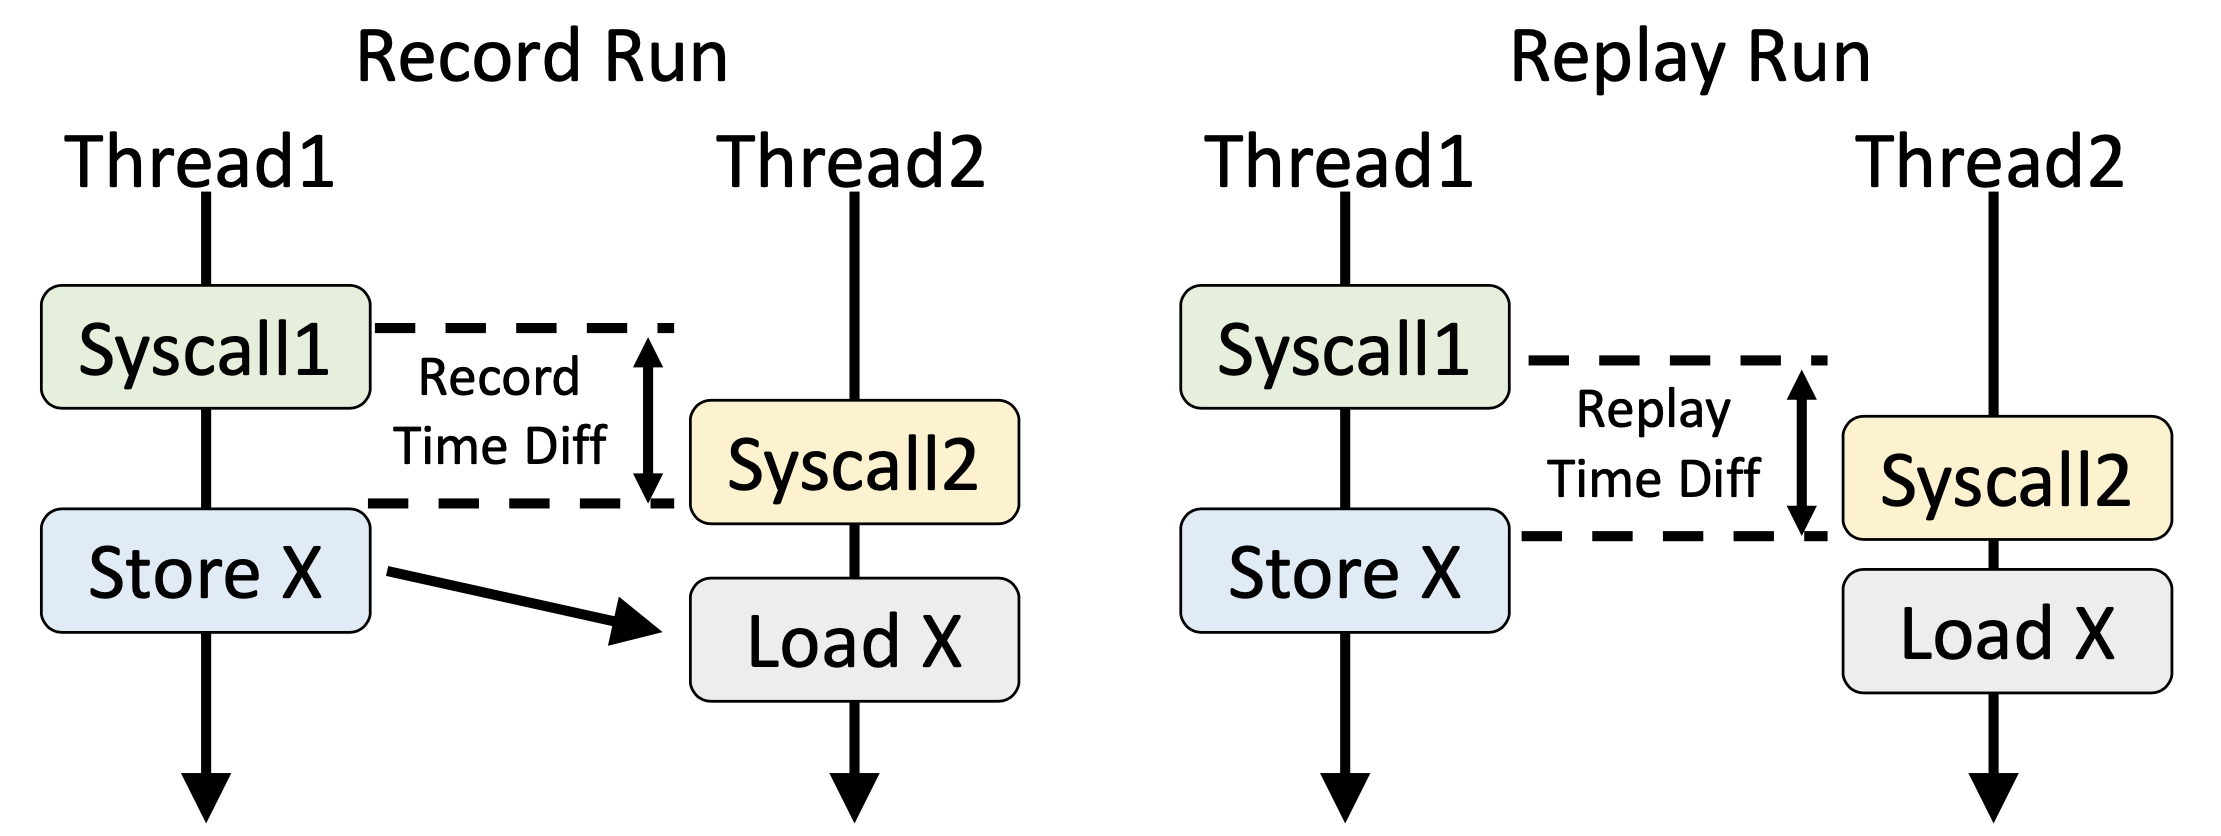 Record Run
Thread1
Thread2
Syscall1
Record
Time Diff
Syscall2
Store X
Load X
Replay Run
Thread1
Thread2
Syscall1
Replay
Time Diff
Syscall2
Store X
Load X